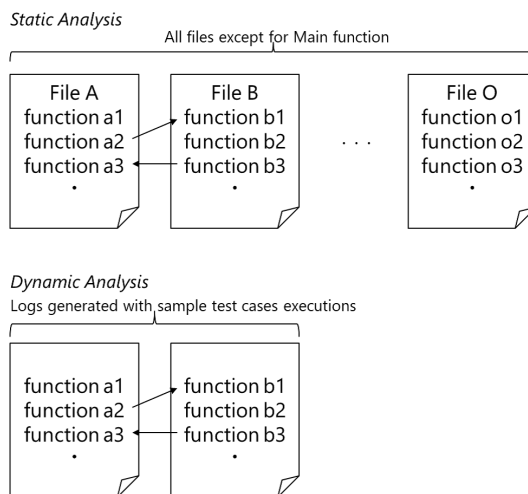 Static Analysis
All files except for Main function
File A
function a1
function a2
function a3
•
File B
function b1
function b2
function b3
. . .
File O
function o1
function o2
function o3
•
Dynamic Analysis
Logs generated with sample test cases executions
function a1
function a2
function a3
•
function b1
function b2
function b3
•